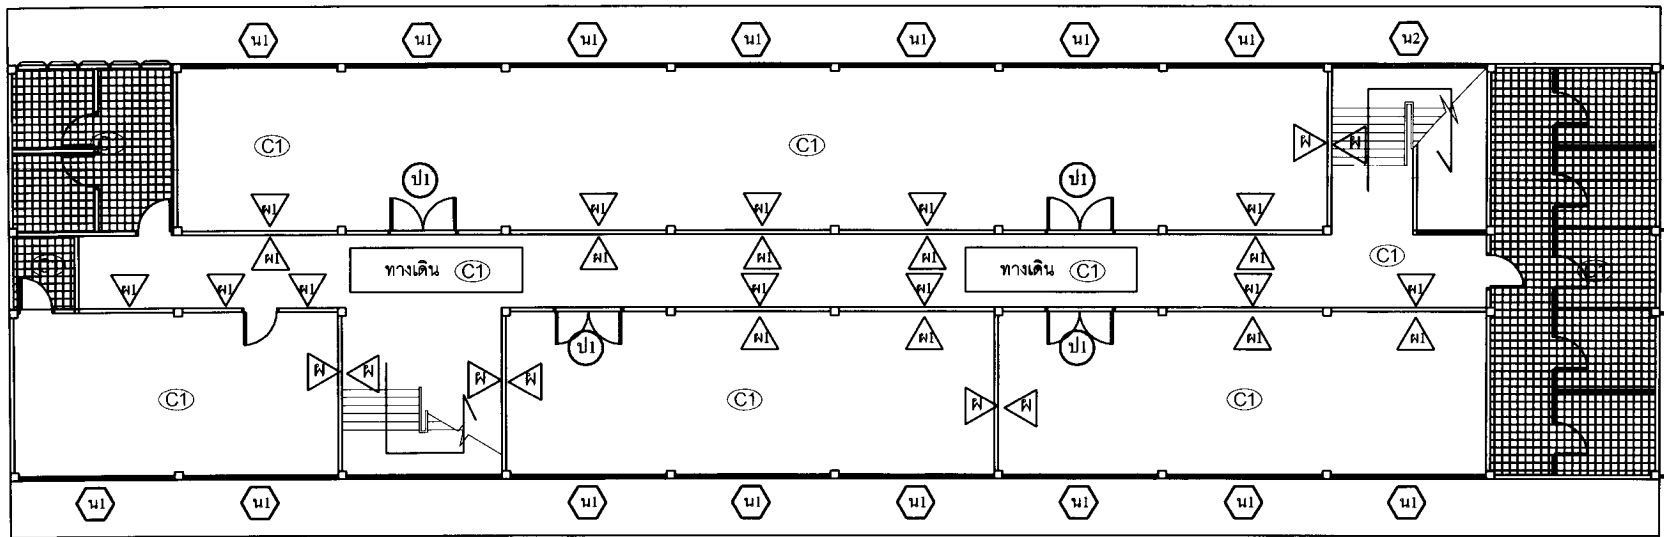 น1 น1 น1 น1 น1 น1 น1 น2
C1 C1 ผ ผ
ป1 ป1
ผ1 ผ1 ผ1 ผ1 ผ1
ผ1 ผ1 ผ1 ผ1 ผ1
ทางเดิน C1 ทางเดิน C1 C1
ผ1 ผ1 ผ1 ผ1 ผ1 ผ1 ผ1
ป1 ผ1 ผ1 ป1 ผ1 ผ1
ผ ผ ผ ผ
C1 C1 ผ ผ C1
น1 น1 น1 น1 น1 น1 น1 น2